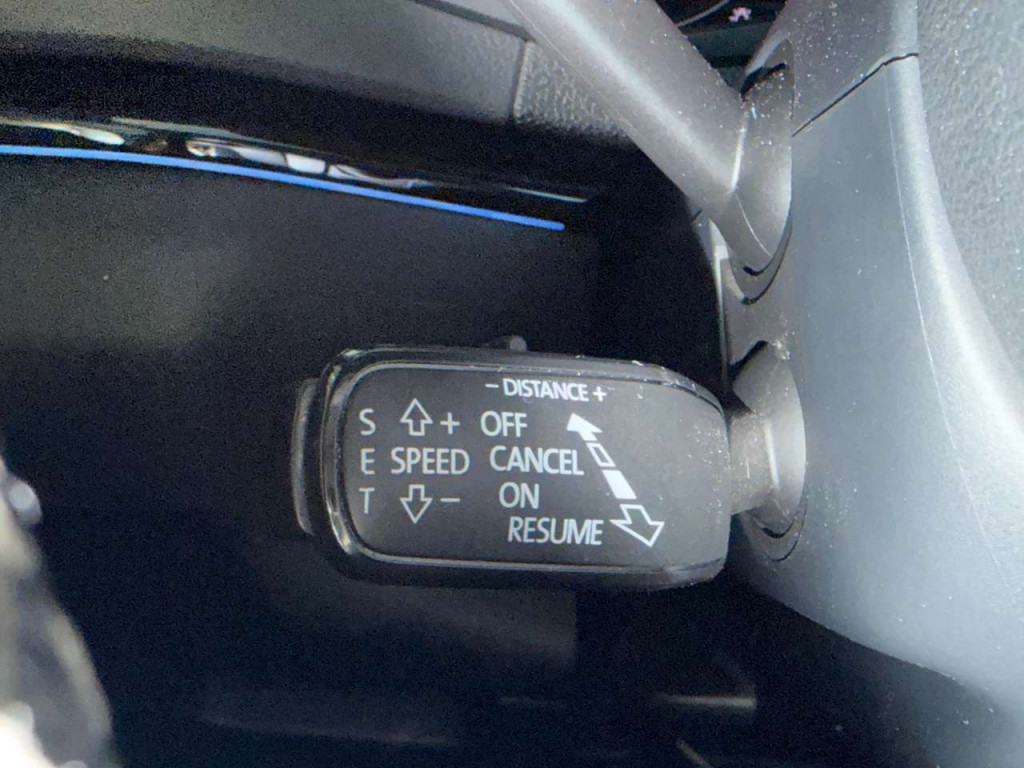 - DISTANCE +
S + OFF
E SPEED CANCEL
T - ON
RESUME